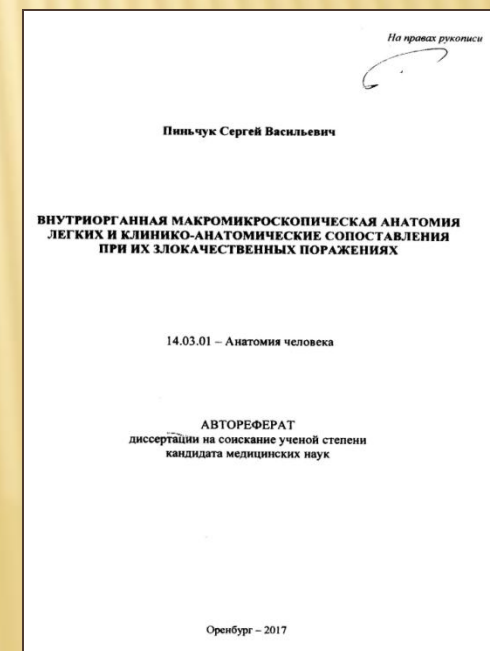 На правах рукописи
Пиньчук Сергей Васильевич
ВНУТРИОРГАННАЯ МАКРОМИКРОСКОПИЧЕСКАЯ АНАТОМИЯ
ЛЕГКИХ И КЛИНИКО-АНАТОМИЧЕСКИЕ СОПОСТАВЛЕНИЯ
ПРИ ИХ ЗЛОКАЧЕСТВЕННЫХ ПОРАЖЕНИЯХ
14.03.01 – Анатомия человека
АВТОРЕФЕРАТ
диссертации на соискание ученой степени
кандидата медицинских наук
Оренбург – 2017